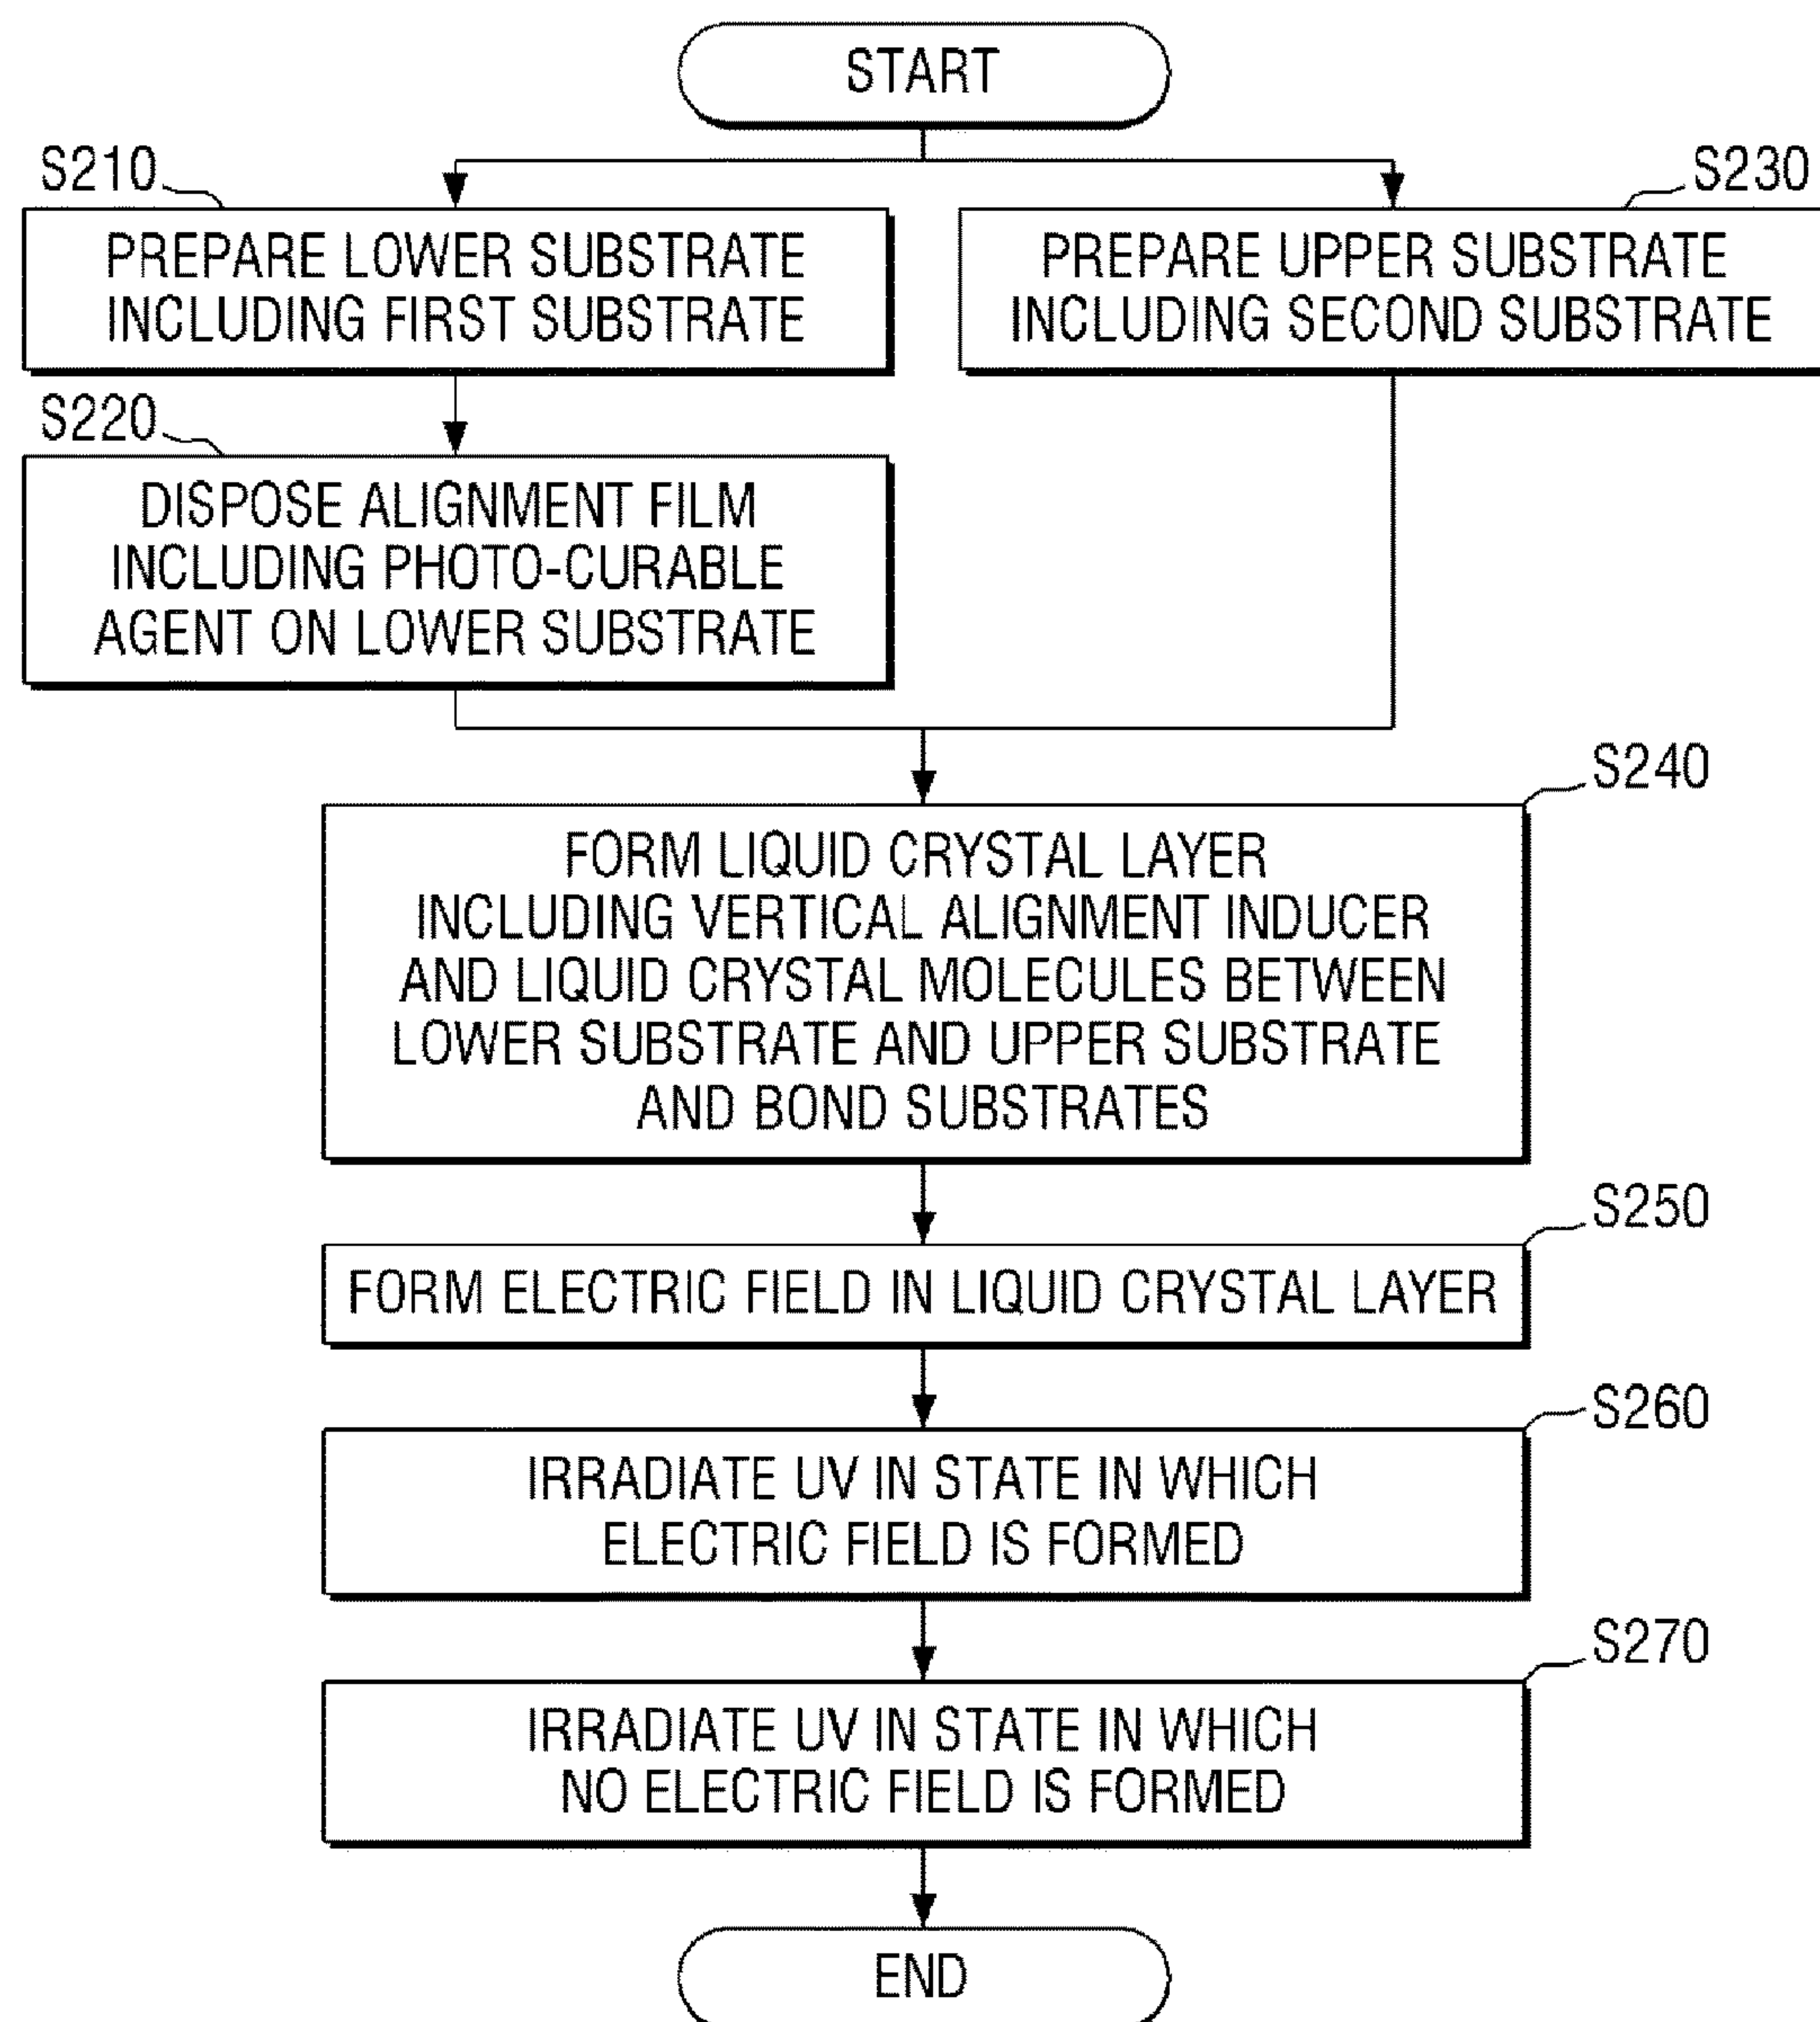 START
S210
PREPARE LOWER SUBSTRATE
INCLUDING FIRST SUBSTRATE
S230
PREPARE UPPER SUBSTRATE
INCLUDING SECOND SUBSTRATE
S220
DISPOSE ALIGNMENT FILM
INCLUDING PHOTO-CURABLE
AGENT ON LOWER SUBSTRATE
S240
FORM LIQUID CRYSTAL LAYER
INCLUDING VERTICAL ALIGNMENT INDUCER
AND LIQUID CRYSTAL MOLECULES BETWEEN
LOWER SUBSTRATE AND UPPER SUBSTRATE
AND BOND SUBSTRATES
S250
FORM ELECTRIC FIELD IN LIQUID CRYSTAL LAYER
S260
IRRADIATE UV IN STATE IN WHICH
ELECTRIC FIELD IS FORMED
S270
IRRADIATE UV IN STATE IN WHICH
NO ELECTRIC FIELD IS FORMED
END